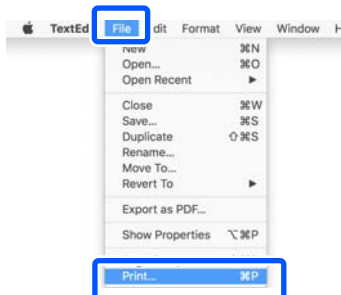 TextEd File dit Format View Window H
New ⌘N
Open... ⌘O
Open Recent ▶
Close ⌘W
Save... ⌘S
Duplicate ⇧⌘S
Rename...
Move To...
Revert To ▶
Export as PDF...
Show Properties ⌥⌘P
Print... ⌘P